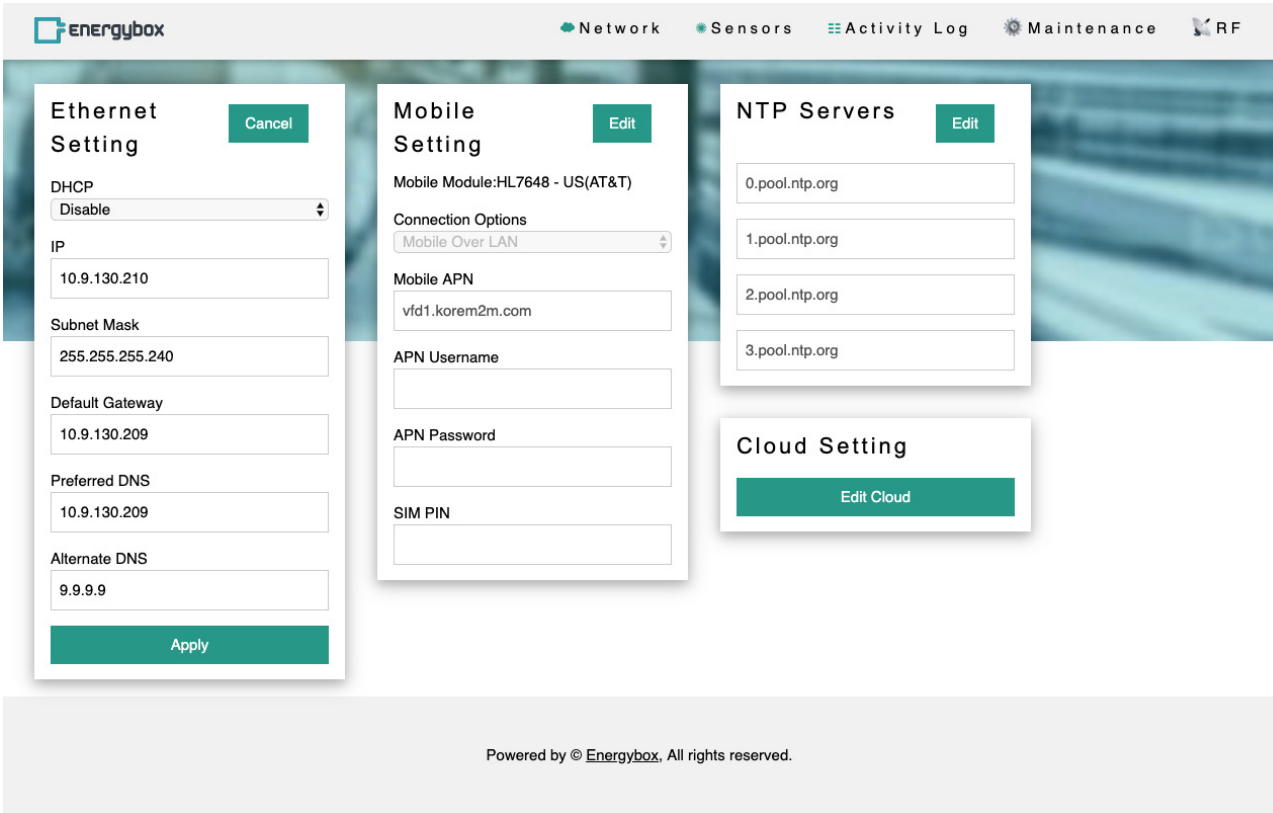 energybox
Network
Sensors
Activity Log
Maintenance
RF
Ethernet
Setting
Cancel
DHCP
Disable
IP
10.9.130.210
Subnet Mask
255.255.255.240
Default Gateway
10.9.130.209
Preferred DNS
10.9.130.209
Alternate DNS
9.9.9.9
Apply
Mobile
Setting
Edit
Mobile Module:HL7648 - US(AT&T)
Connection Options
Mobile Over LAN
Mobile APN
vfd1.korem2m.com
APN Username
APN Password
SIM PIN
NTP Servers
Edit
0.pool.ntp.org
1.pool.ntp.org
2.pool.ntp.org
3.pool.ntp.org
Cloud Setting
Edit Cloud
Powered by © Energybox, All rights reserved.